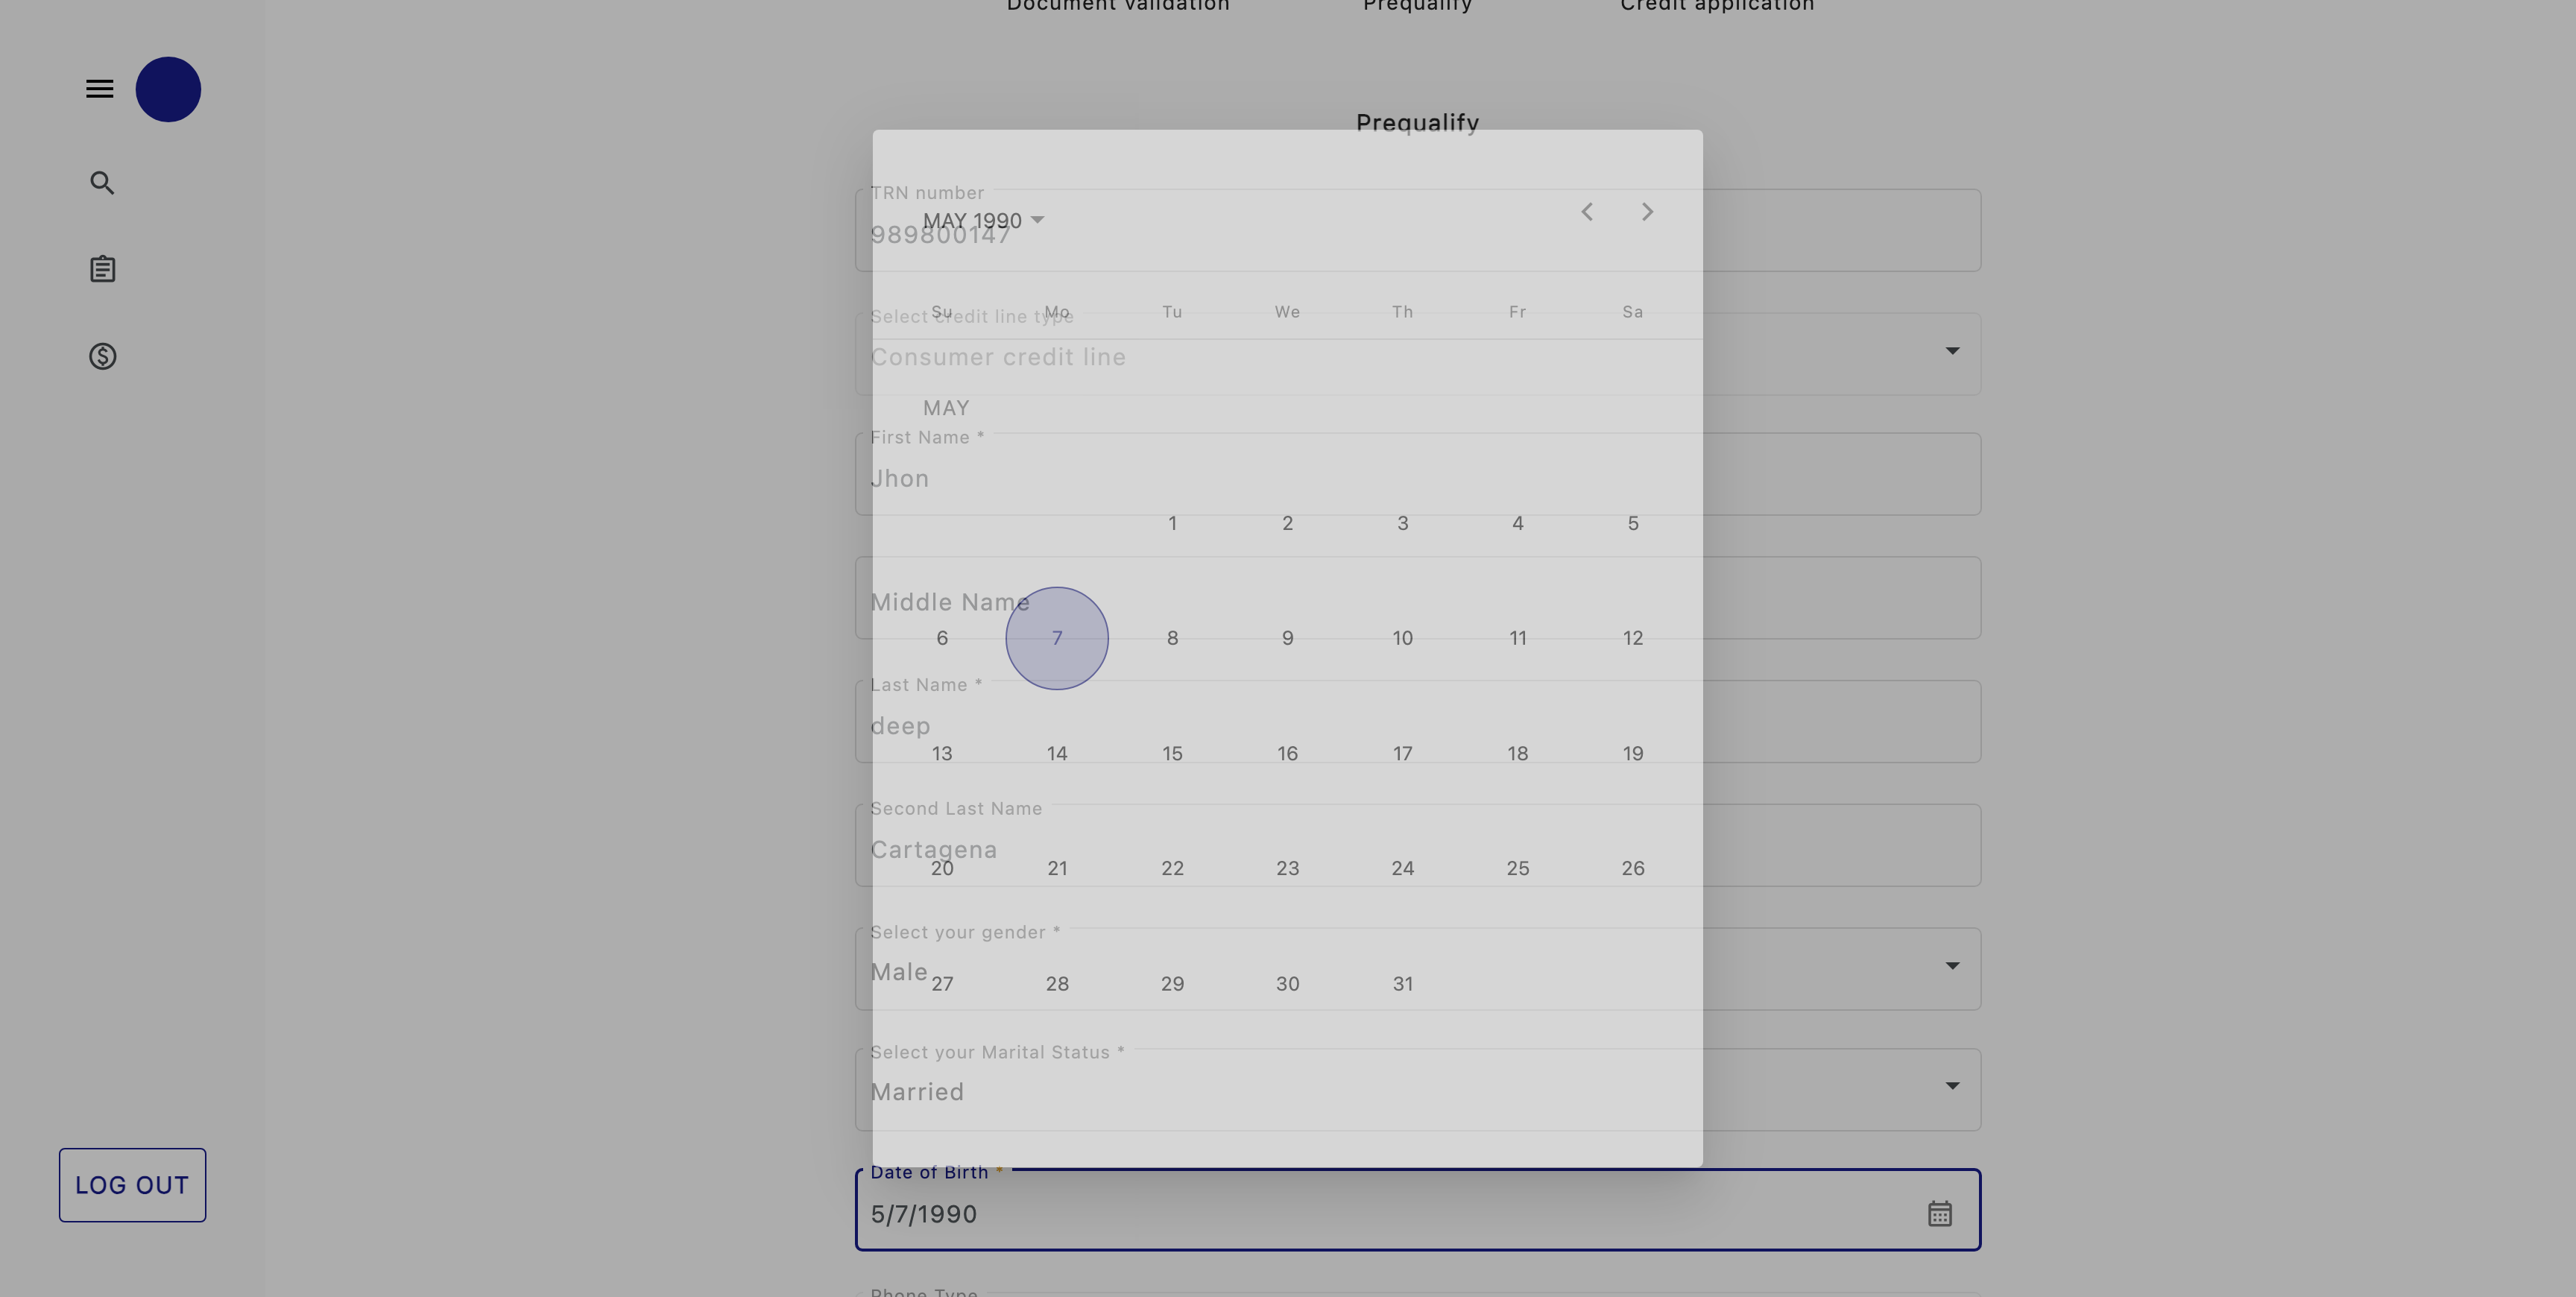 Document validation Prequalify Credit application
Prequalify
TRN number
989800147
MAY 1990
Select credit line type
Su Mo Tu We Th Fr Sa
Consumer credit line
MAY
First Name *
Jhon
1 2 3 4 5
Middle Name
6 7 8 9 10 11 12
Last Name *
deep
13 14 15 16 17 18 19
Second Last Name
Cartagena
20 21 22 23 24 25 26
Select your gender *
Male
27 28 29 30 31
Select your Marital Status *
Married
Date of Birth *
5/7/1990
LOG OUT
Phone Type